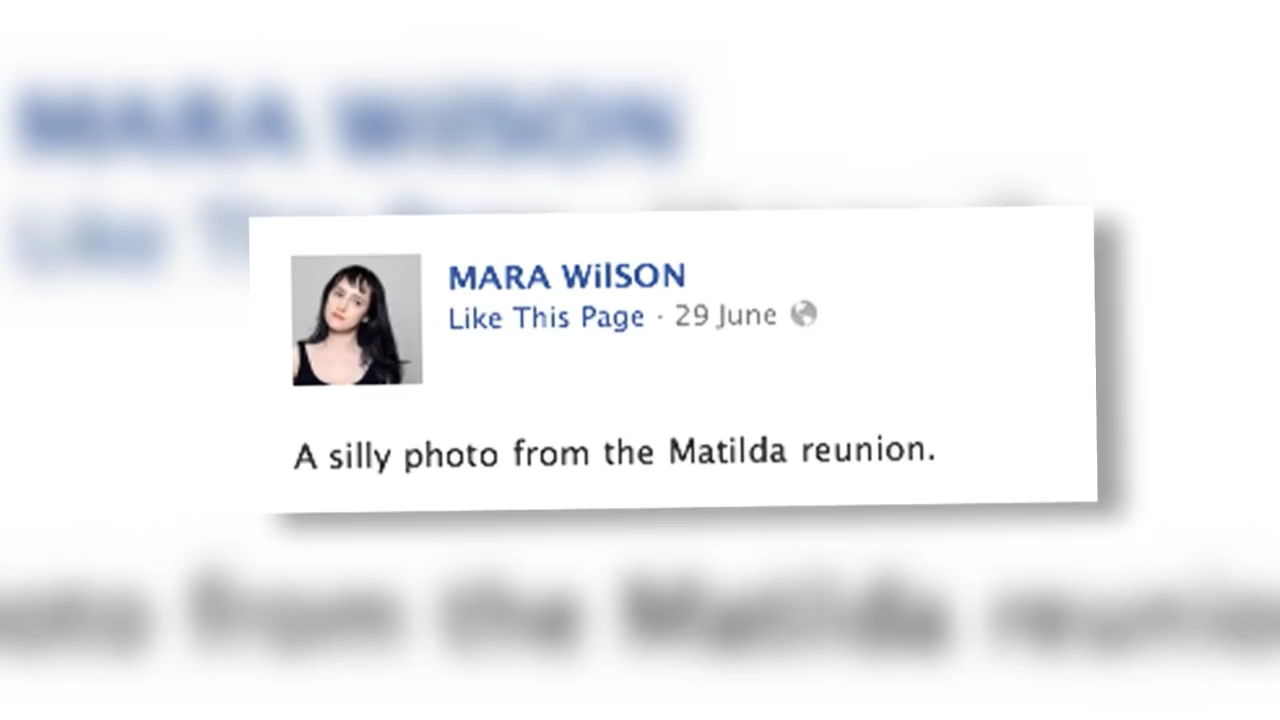 MARA WilSON
Like This Page · 29 June
A silly photo from the Matilda reunion.